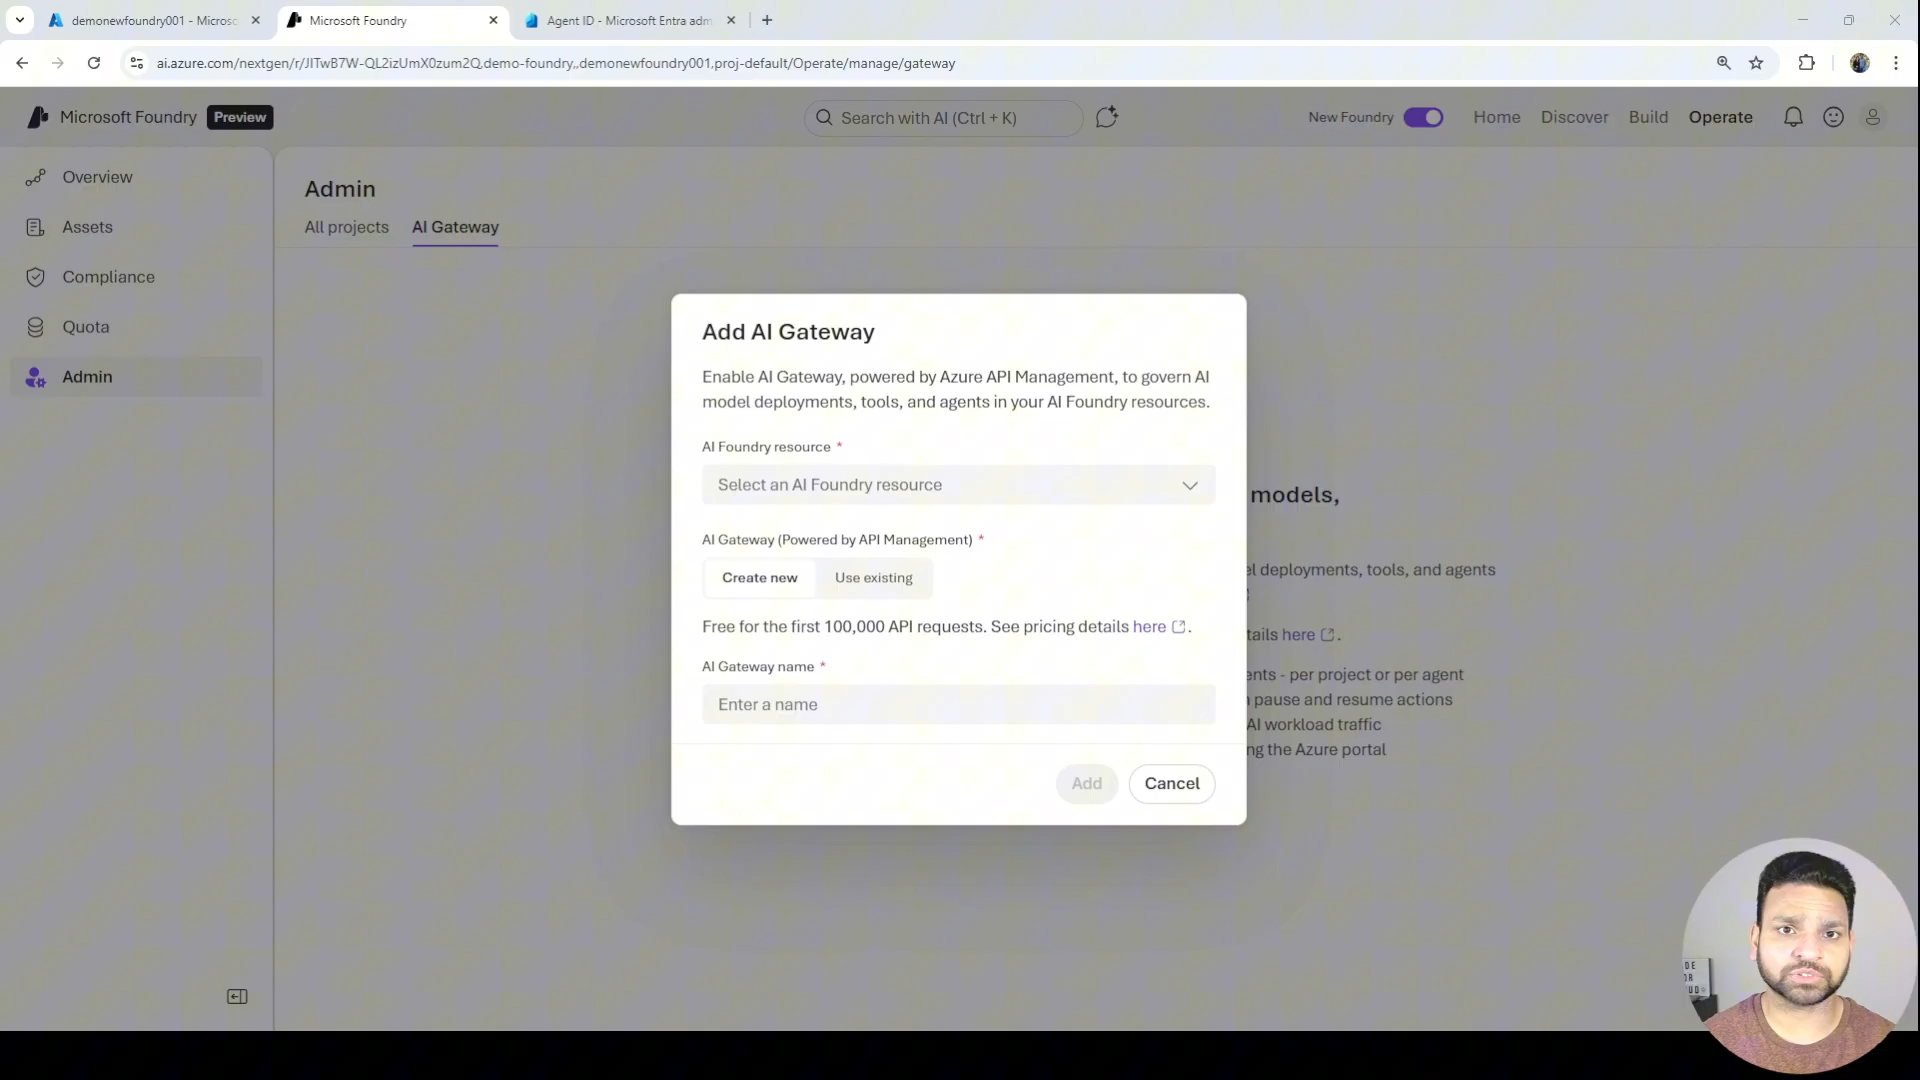 demonewfoundry001 - Microso
Microsoft Foundry
Agent ID - Microsoft Entra adm
ai.azure.com/nextgen/r/JITwB7W-QL2izUmX0zum2Q,demo-foundry,,demonewfoundry001,proj-default/Operate/manage/gateway
Microsoft Foundry Preview
Search with AI (Ctrl + K)
New Foundry
Home
Discover
Build
Operate
Overview
Assets
Compliance
Quota
Admin
Admin
All projects
AI Gateway
Add AI Gateway
Enable AI Gateway, powered by Azure API Management, to govern AI
model deployments, tools, and agents in your AI Foundry resources.
AI Foundry resource *
Select an AI Foundry resource
AI Gateway (Powered by API Management) *
Create new
Use existing
Free for the first 100,000 API requests. See pricing details here.
AI Gateway name *
Enter a name
Add
Cancel
models,
el deployments, tools, and agents
tails here.
ents - per project or per agent
pause and resume actions
AI workload traffic
ng the Azure portal
DE
OR
UD